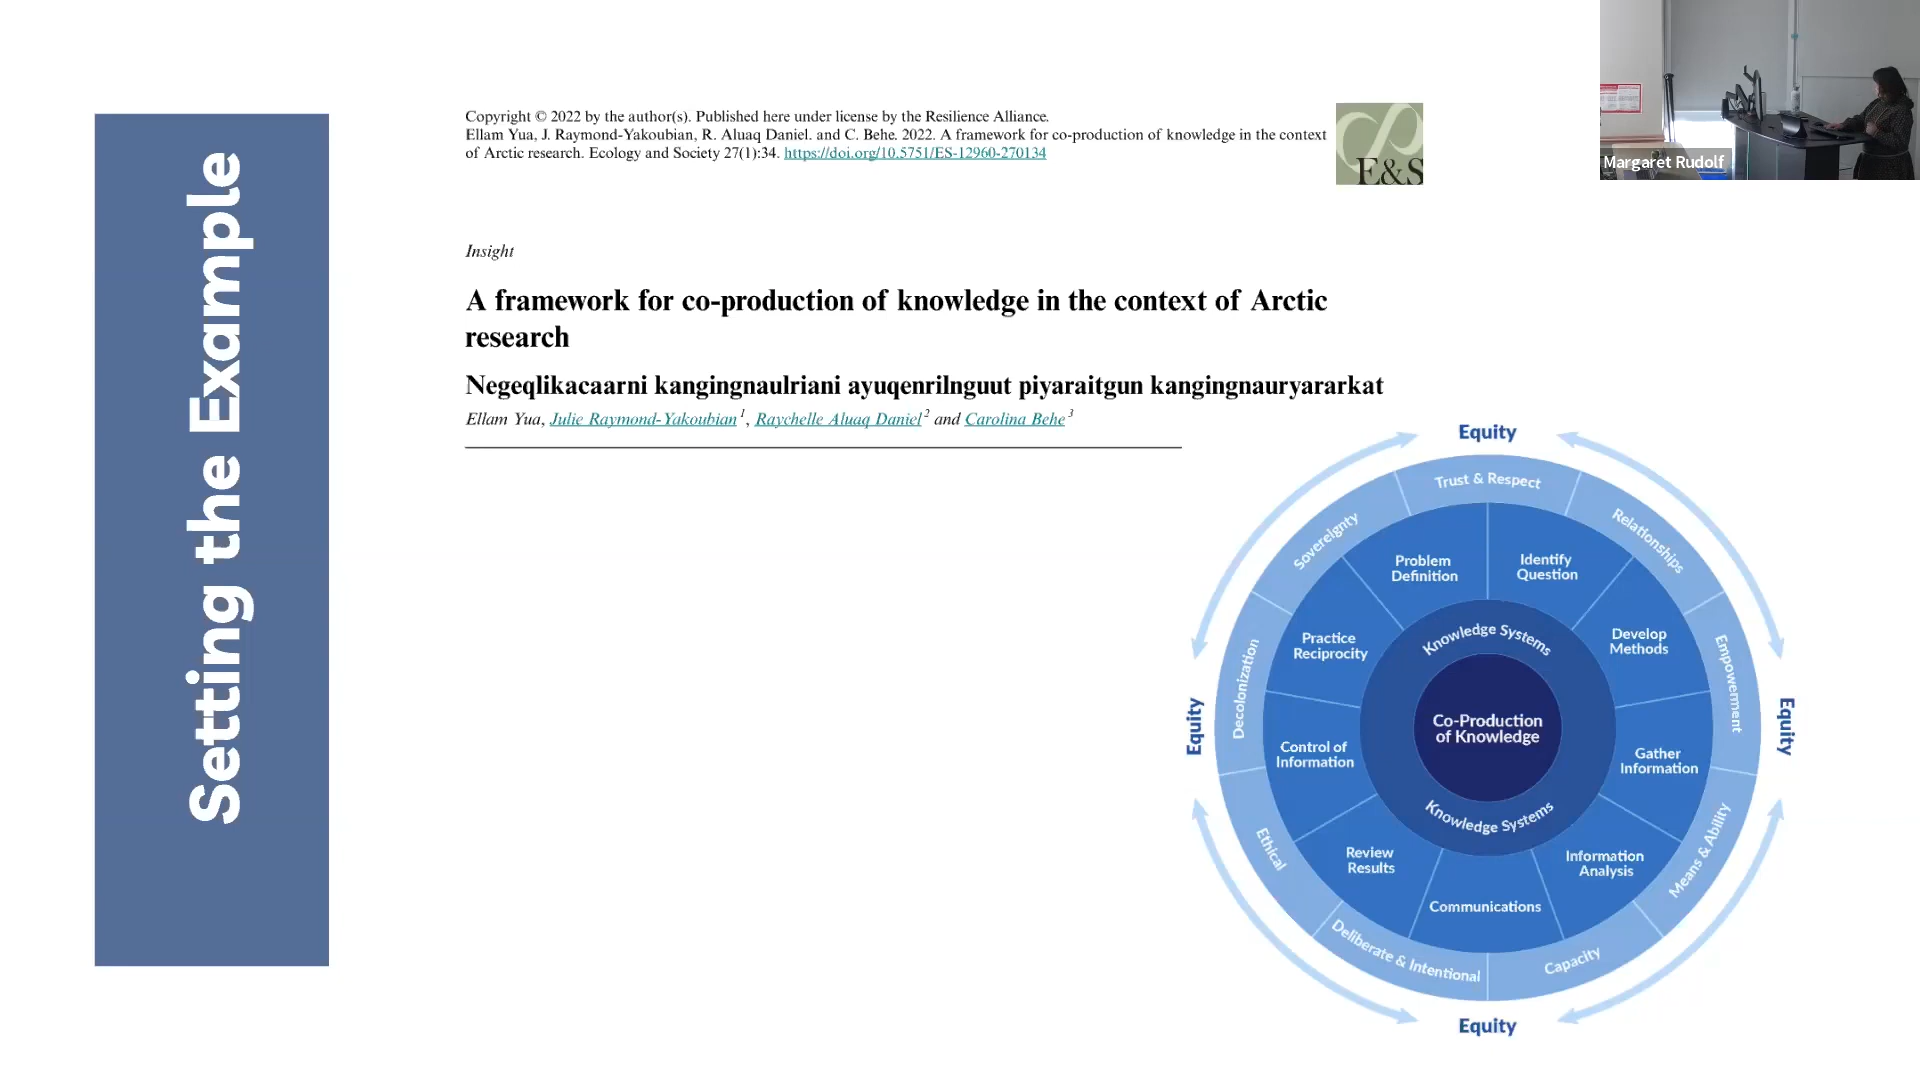 Setting the Example
Copyright © 2022 by the author(s). Published here under license by the Resilience Alliance.
Ellam Yua, J. Raymond-Yakoubian, R. Aluaq Daniel. and C. Behe. 2022. A framework for co-production of knowledge in the context
of Arctic research. Ecology and Society 27(1):34. https://doi.org/10.5751/ES-12960-270134
E&S
Margaret Rudolf
Insight
A framework for co-production of knowledge in the context of Arctic
research
Negeqlikacaarni kangingnaulriani ayuqenrilnguut piyaraitgun kangingnauryararkat
Ellam Yua, Julie Raymond-Yakoubian 1, Raychelle Aluaq Daniel 2 and Carolina Behe 3
Equity
Equity
Equity
Equity
Trust & Respect
Relationships
Empowerment
Means & Ability
Capacity
Deliberate & Intentional
Ethical
Decolonization
Sovereignty
Problem
Definition
Identify
Question
Develop
Methods
Gather
Information
Information
Analysis
Communications
Review
Results
Control of
Information
Practice
Reciprocity
Knowledge Systems
Co-Production
of Knowledge
Knowledge Systems